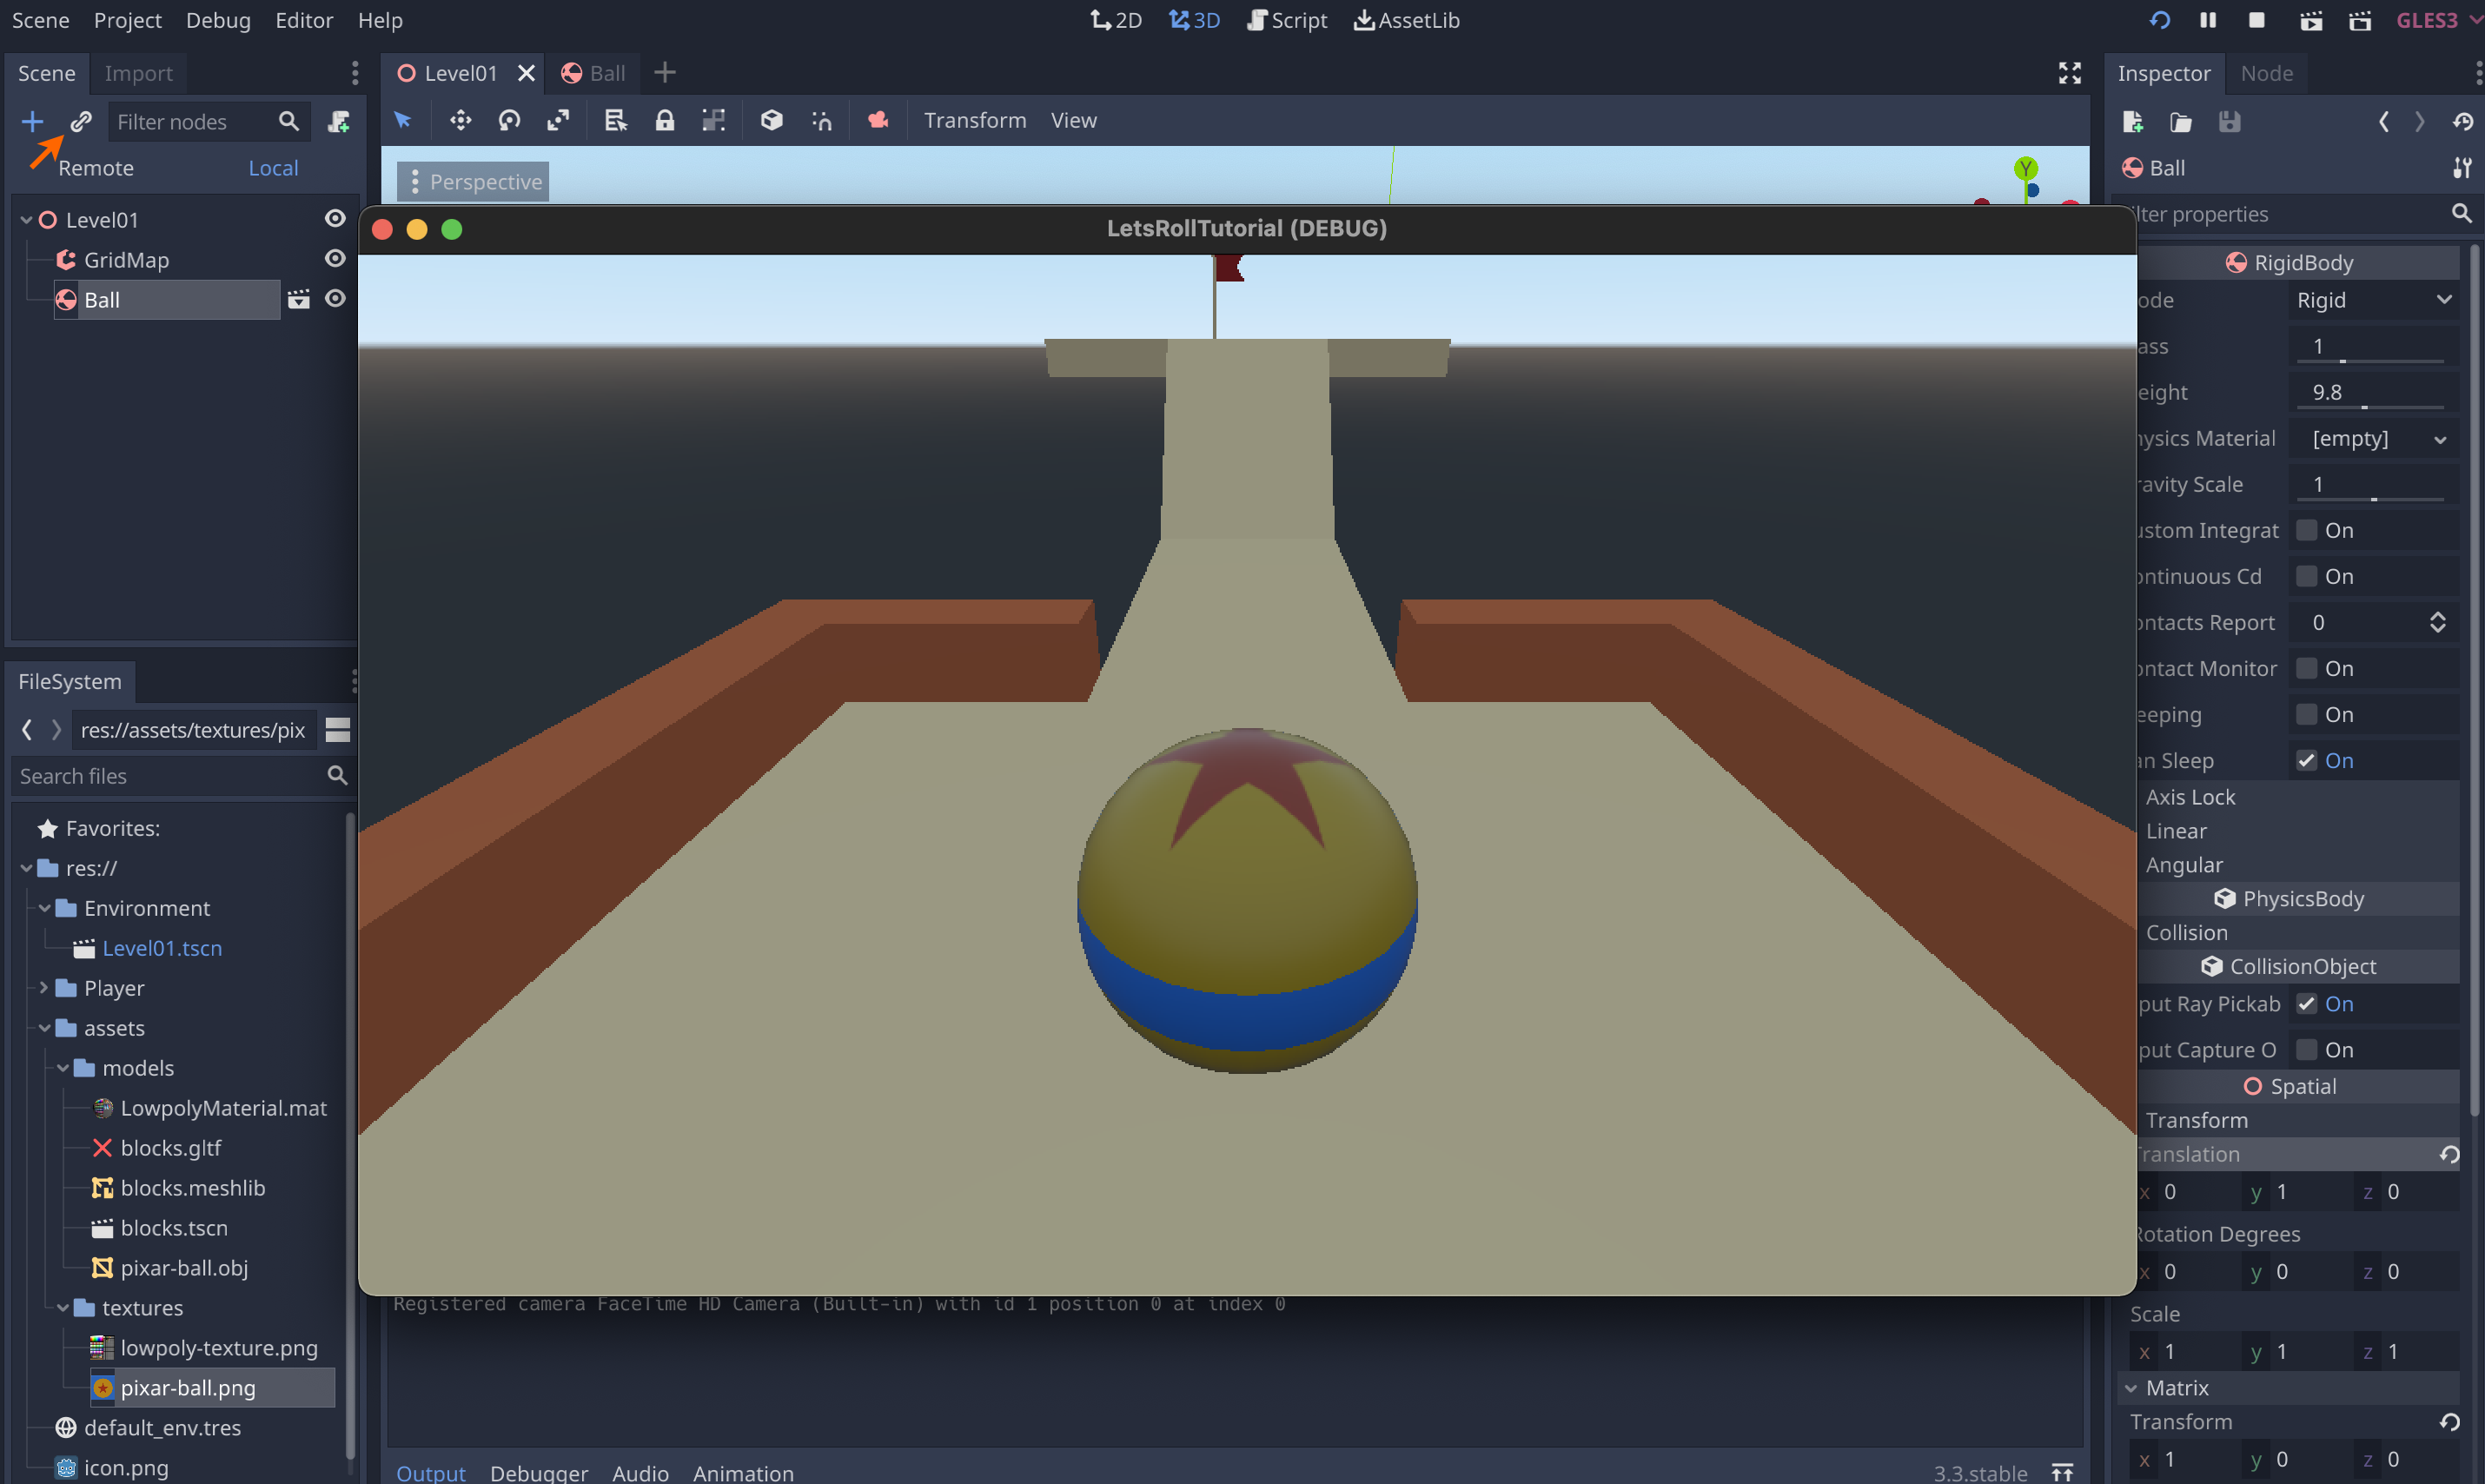 Scene Project Debug Editor Help
2D 3D Script AssetLib
GLES3
Scene Import
Filter nodes
Remote Local
Level01
GridMap
Ball
FileSystem
res://assets/textures/pix
Search files
Favorites:
res://
Environment
Level01.tscn
Player
assets
models
LowpolyMaterial.mat
blocks.gltf
blocks.meshlib
blocks.tscn
pixar-ball.obj
textures
lowpoly-texture.png
pixar-ball.png
default_env.tres
icon.png
Level01 Ball
Transform View
Perspective
Y
LetsRollTutorial (DEBUG)
Registered camera FaceTime HD Camera (Built-in) with id 1 position 0 at index 0
Output Debugger Audio Animation
3.3.stable
Inspector Node
Ball
ilter properties
RigidBody
ode Rigid
ass 1
eight 9.8
hysics Material [empty]
ravity Scale 1
ustom Integrat On
ontinuous Cd On
ontacts Report 0
ontact Monitor On
eeping On
an Sleep On
Axis Lock
Linear
Angular
PhysicsBody
Collision
CollisionObject
put Ray Pickab On
put Capture O On
Spatial
Transform
Translation
x 0 y 1 z 0
Rotation Degrees
x 0 y 0 z 0
Scale
x 1 y 1 z 1
Matrix
Transform
x 1 y 0 z 0